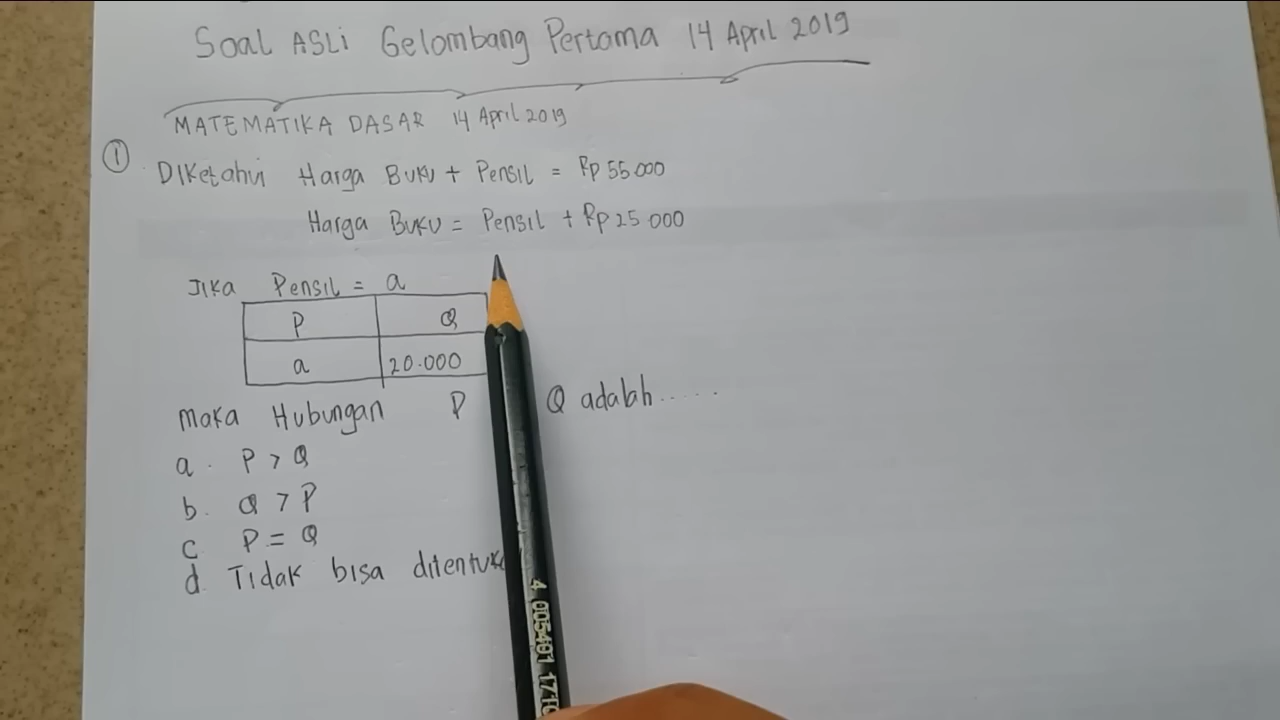 Soal ASLi Gelombang Pertama 14 April 2019
MATEMATIKA DASAR 14 April 2019
① DIKetahui Harga BUKU + Pensil = Rp 55.000
Harga BUKU = Pensil + Rp 25 000
JIKA Pensil = a
P Q
a 20.000
Maka Hubungan P Q adalah.....
a. P > Q
b. Q > P
c P = Q
d. Tidak bisa
4 005401 1710